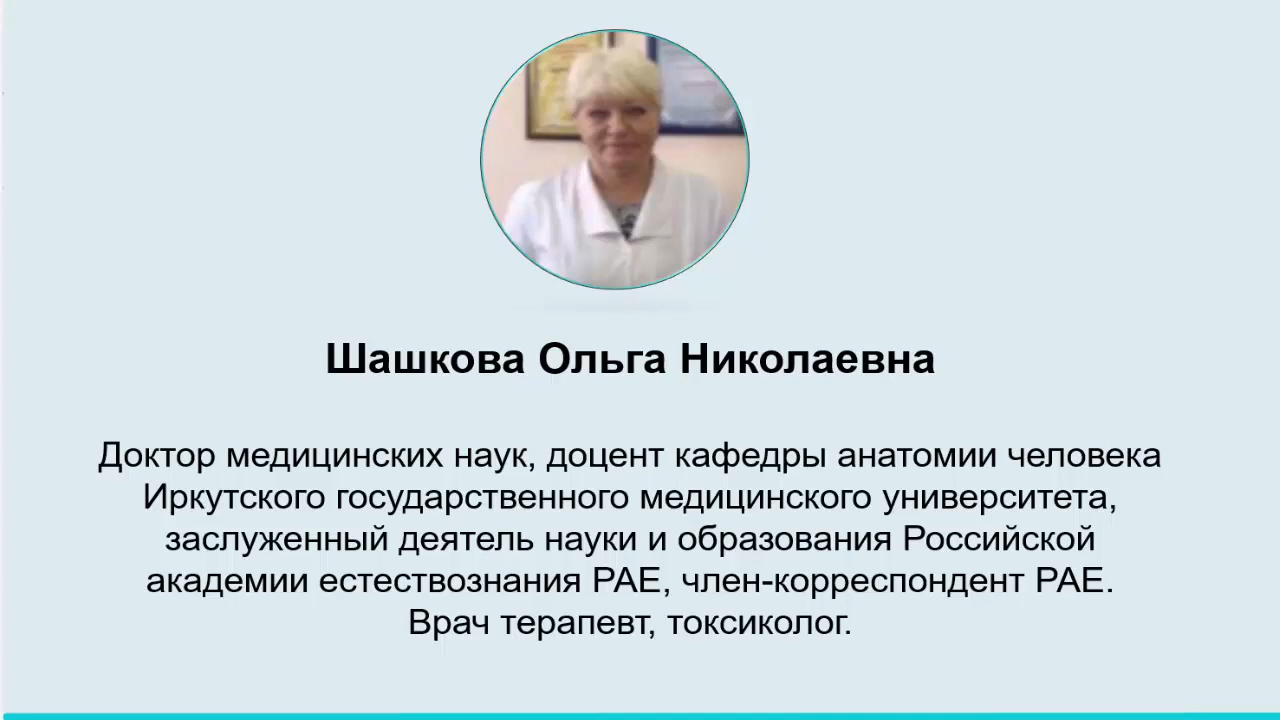 Шашкова Ольга Николаевна
Доктор медицинских наук, доцент кафедры анатомии человека
Иркутского государственного медицинского университета,
заслуженный деятель науки и образования Российской
академии естествознания РАЕ, член-корреспондент РАЕ.
Врач терапевт, токсиколог.